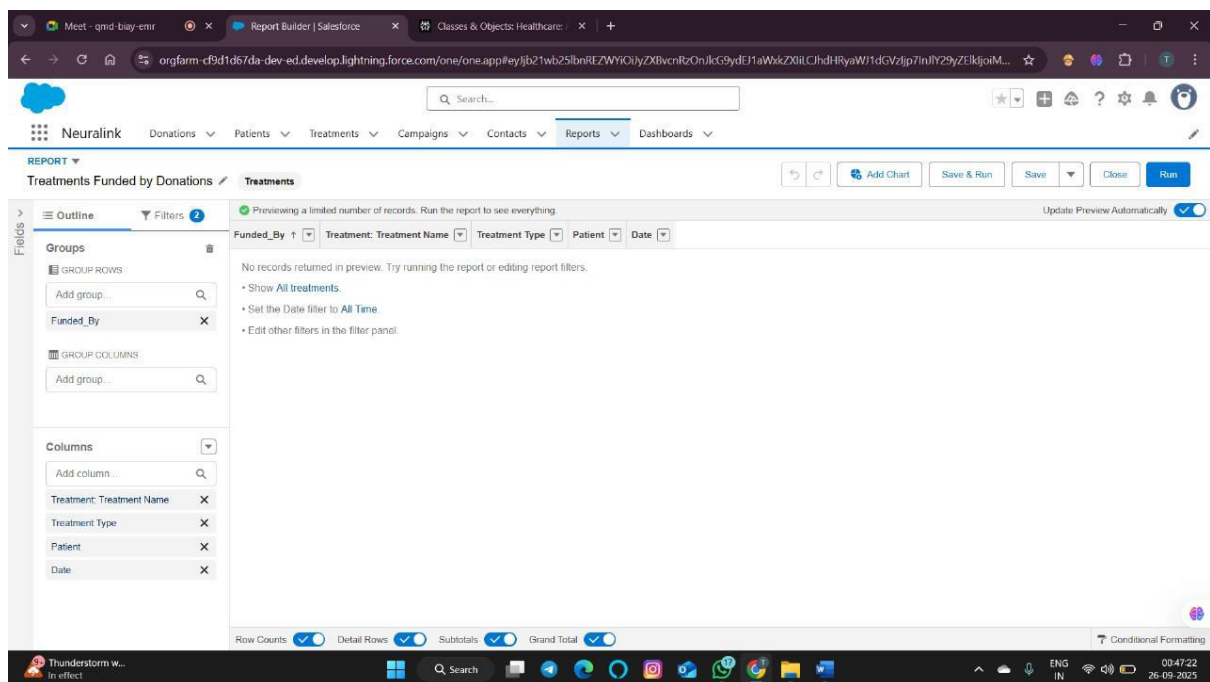 Meet - qmd-biay-emr
Report Builder | Salesforce
Classes & Objects: Healthcare:
orgfarm-cf9d1d67da-dev-ed.develop.lightning.force.com/one/one.app#
Search...
Neuralink
Donations
Patients
Treatments
Campaigns
Contacts
Reports
Dashboards
REPORT
Treatments Funded by Donations
Treatments
Add Chart
Save & Run
Save
Close
Run
Fields
Outline
Filters 2
Previewing a limited number of records. Run the report to see everything.
Update Preview Automatically
Groups
GROUP ROWS
Add group...
Funded_By
GROUP COLUMNS
Add group...
Columns
Add column...
Treatment: Treatment Name
Treatment Type
Patient
Date
Funded_By
Treatment: Treatment Name
Treatment Type
Patient
Date
No records returned in preview. Try running the report or editing report filters.
• Show All treatments.
• Set the Date filter to All Time.
• Edit other filters in the filter panel.
Row Counts
Detail Rows
Subtotals
Grand Total
Conditional Formatting
Thunderstorm w...
In effect
Search
ENG
IN
00:47:22
26-09-2025